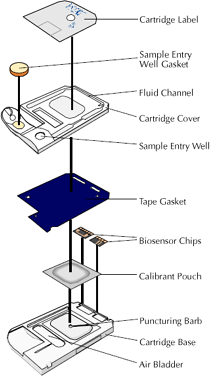 Cartridge Label
Sample Entry
Well Gasket
Fluid Channel
Cartridge Cover
Sample Entry Well
Tape Gasket
Biosensor Chips
Calibrant Pouch
Puncturing Barb
Cartridge Base
Air Bladder